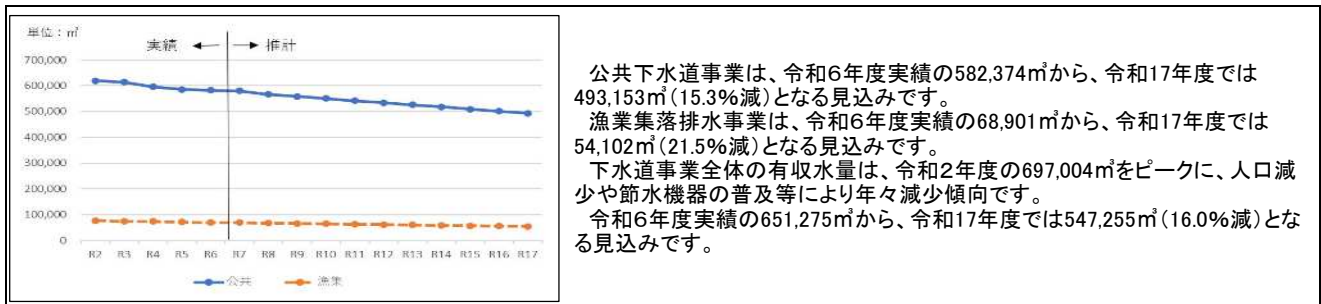 単位：㎥
実績 ← → 推計
700,000
600,000
500,000
400,000
300,000
200,000
100,000
0
R2 R3 R4 R5 R6 R7 R8 R9 R10 R11 R12 R13 R14 R15 R16 R17
公共 漁集
公共下水道事業は、令和６年度実績の582,374㎥から、令和17年度では
493,153㎥（15.3％減）となる見込みです。
漁業集落排水事業は、令和６年度実績の68,901㎥から、令和17年度では
54,102㎥（21.5％減）となる見込みです。
下水道事業全体の有収水量は、令和２年度の697,004㎥をピークに、人口減
少や節水機器の普及等により年々減少傾向です。
令和６年度実績の651,275㎥から、令和17年度では547,255㎥（16.0％減）とな
る見込みです。